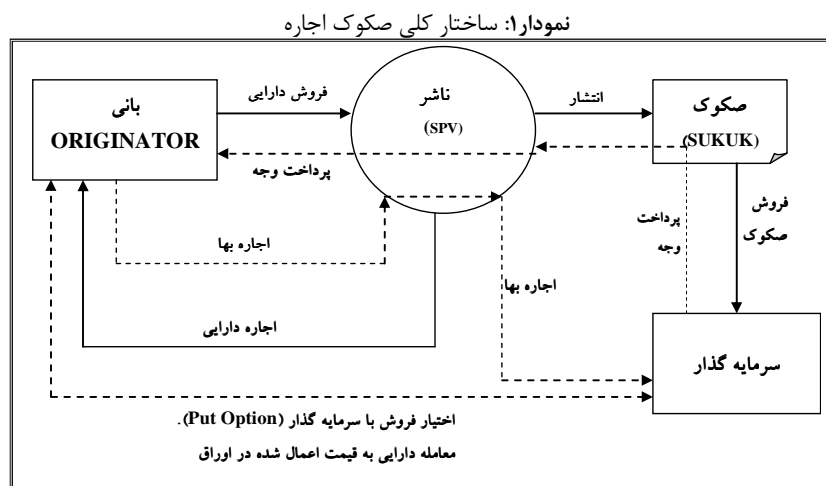 نمودار۱: ساختار کلی صکوک اجاره
بانی
ORIGINATOR
فروش دارایی
ناشر
(SPV)
انتشار
صکوک
(SUKUK)
پرداخت وجه
فروش
صکوک
پرداخت
وجه
اجاره بها
اجاره بها
اجاره دارایی
سرمایه گذار
اختیار فروش با سرمایه گذار (Put Option).
معامله دارایی به قیمت اعمال شده در اوراق